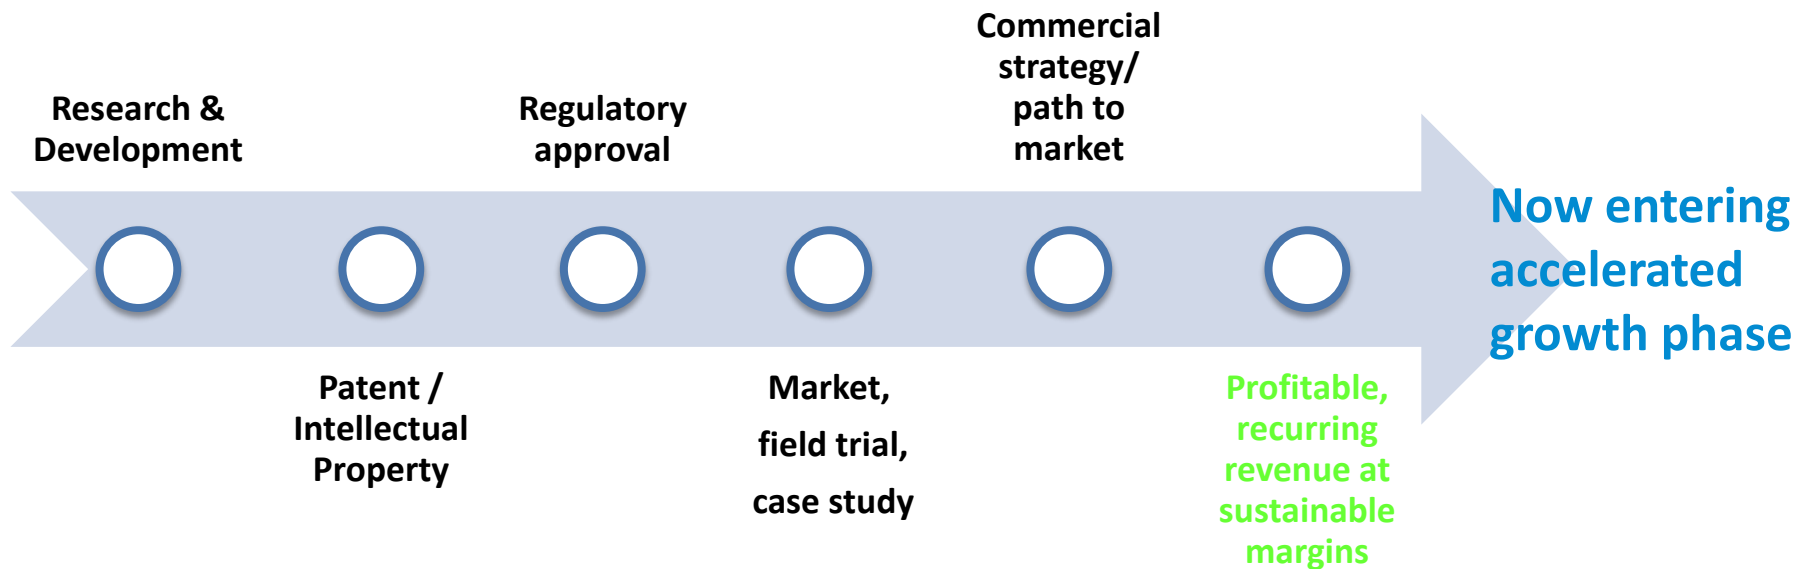 Research &
Development
Patent /
Intellectual
Property
Regulatory
approval
Market,
field trial,
case study
Commercial
strategy/
path to
market
Profitable,
recurring
revenue at
sustainable
margins
Now entering
accelerated
growth phase